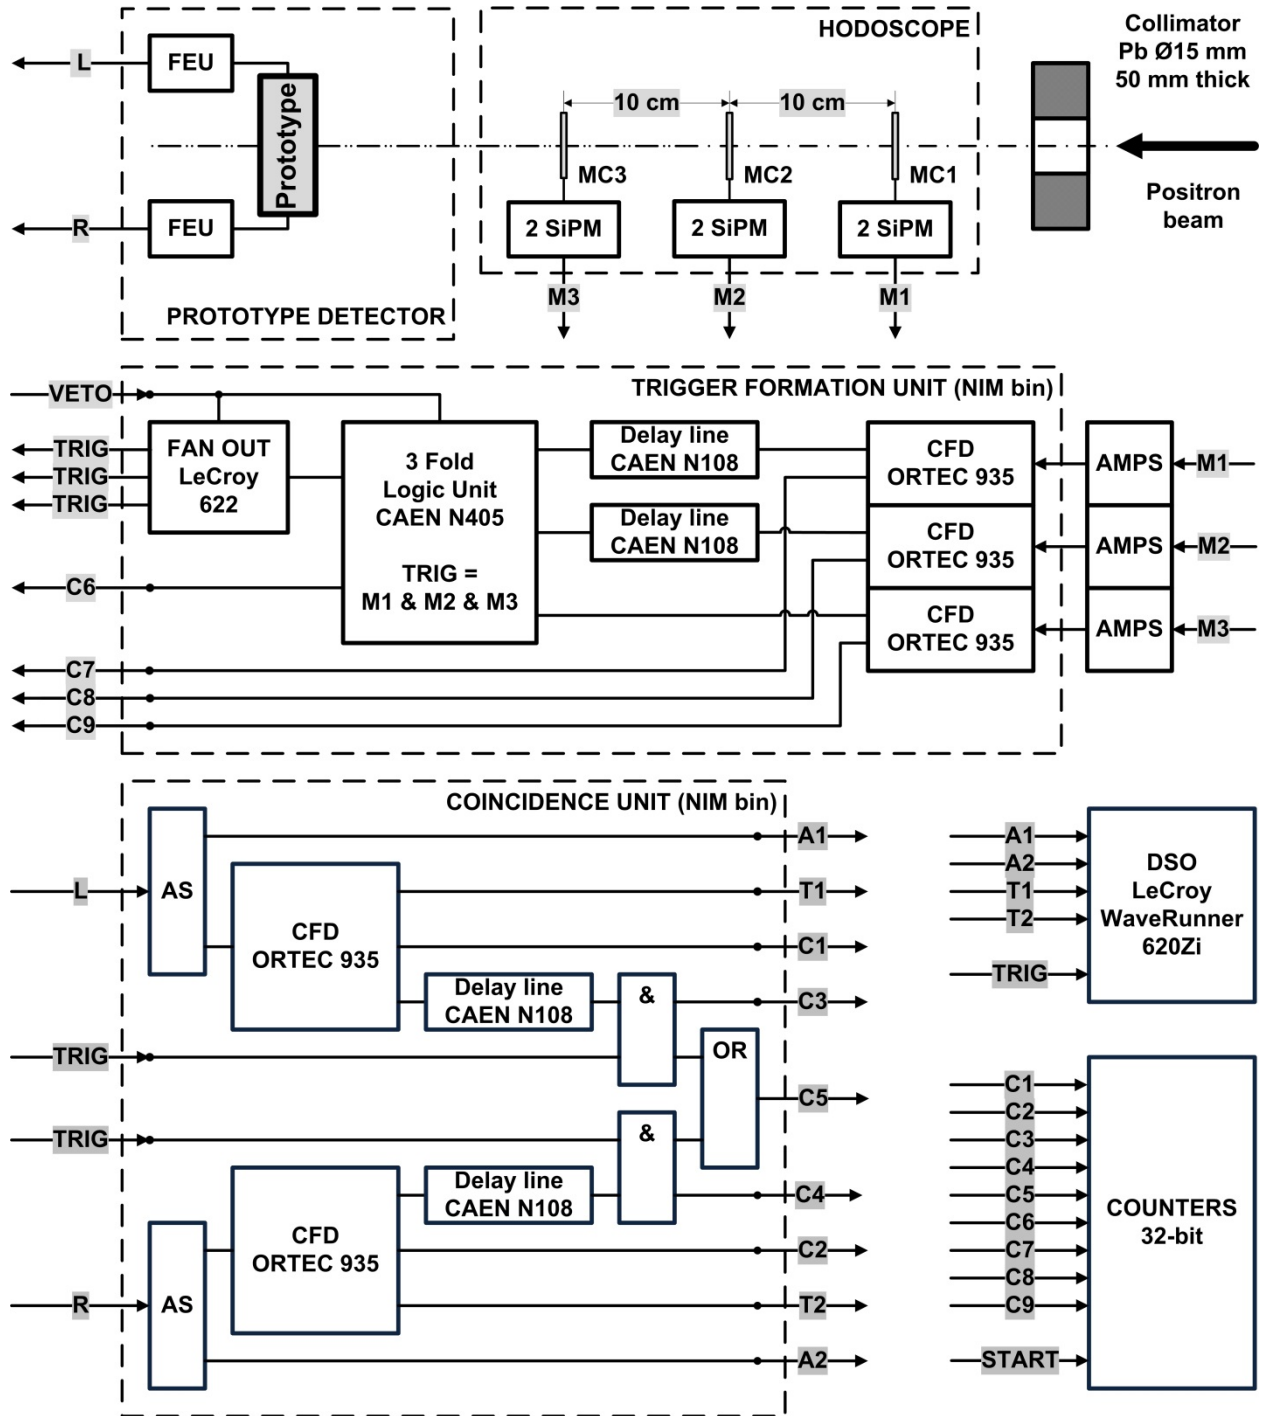 HODOSCOPE
Collimator
Pb Ø15 mm
50 mm thick
L
FEU
Prototype
10 cm
10 cm
MC3
MC2
MC1
Positron
beam
R
FEU
2 SiPM
2 SiPM
2 SiPM
M3
M2
M1
PROTOTYPE DETECTOR
VETO
TRIGGER FORMATION UNIT (NIM bin)
TRIG
TRIG
TRIG
FAN OUT
LeCroy
622
3 Fold
Logic Unit
CAEN N405
TRIG =
M1 & M2 & M3
Delay line
CAEN N108
Delay line
CAEN N108
CFD
ORTEC 935
CFD
ORTEC 935
CFD
ORTEC 935
AMPS
M1
AMPS
M2
AMPS
M3
C6
C7
C8
C9
COINCIDENCE UNIT (NIM bin)
L
AS
CFD
ORTEC 935
Delay line
CAEN N108
&
OR
A1
T1
C1
C3
TRIG
C5
TRIG
&
Delay line
CAEN N108
CFD
ORTEC 935
R
AS
C4
C2
T2
A2
A1
A2
T1
T2
TRIG
DSO
LeCroy
WaveRunner
620Zi
C1
C2
C3
C4
C5
C6
C7
C8
C9
START
COUNTERS
32-bit